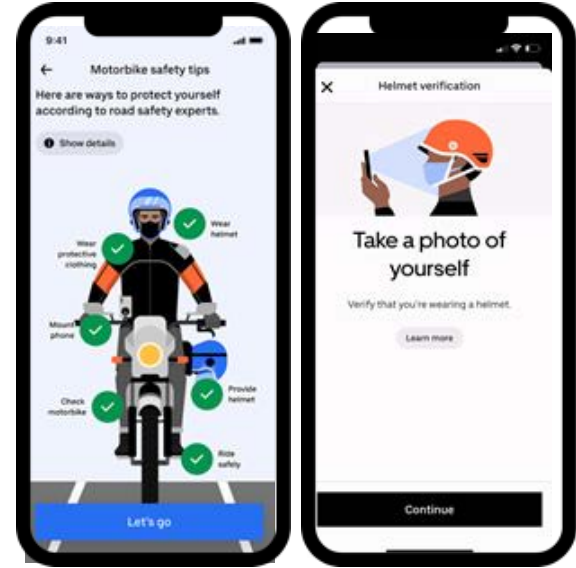 9:41
Motorbike safety tips
Here are ways to protect yourself
according to road safety experts.
Show details
Wear
helmet
Wear
protective
clothing
Mount
phone
Provide
helmet
Check
motorbike
Ride
safely
Let's go
Helmet verification
Take a photo of
yourself
Verify that you're wearing a helmet.
Learn more
Continue